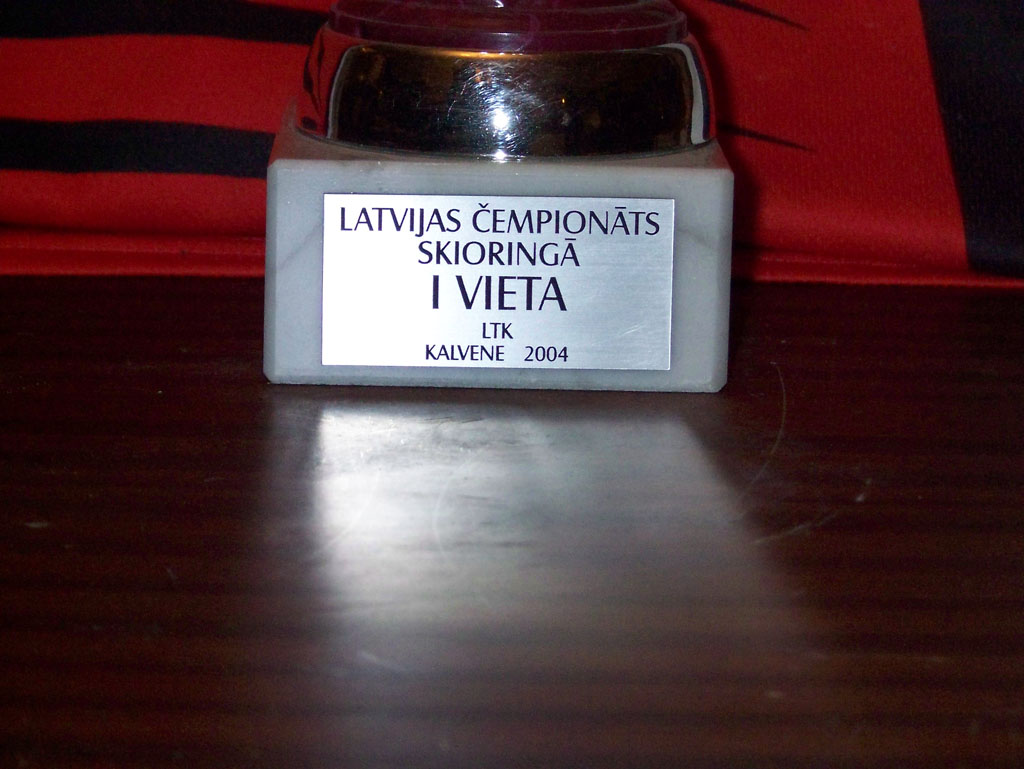 LATVIJAS ČEMPIONĀTS
SKIORINGĀ
I VIETA
LTK
KALVENE 2004